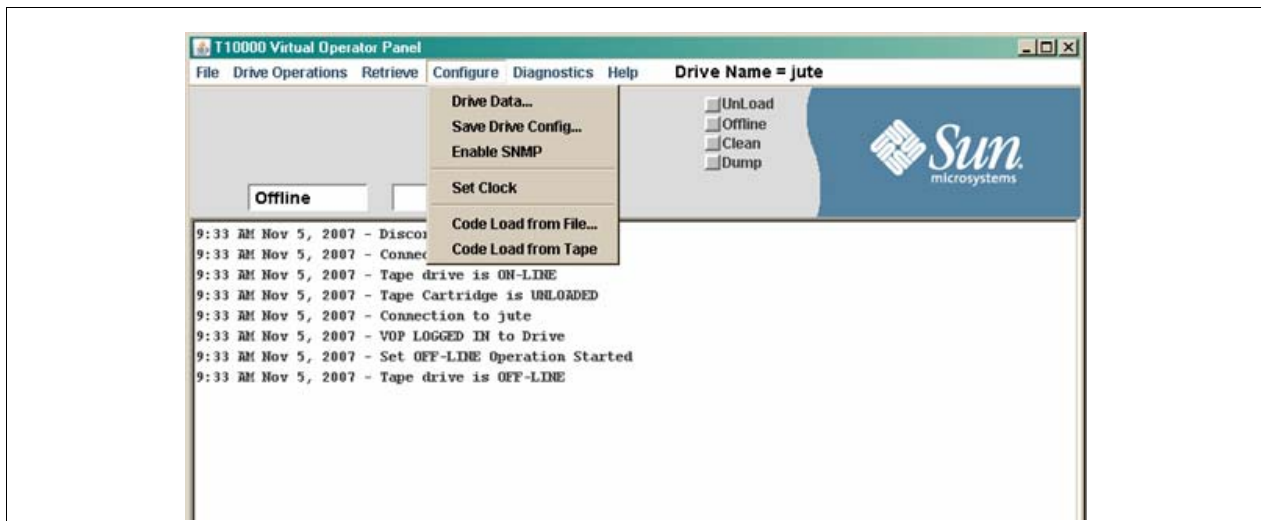 T10000 Virtual Operator Panel
File Drive Operations Retrieve Configure Diagnostics Help Drive Name = jute
Drive Data...
Save Drive Config...
Enable SNMP
Set Clock
Code Load from File...
Code Load from Tape
UnLoad
Offline
Clean
Dump
Sun
microsystems
Offline
9:33 AM Nov 5, 2007 - Discon
9:33 AM Nov 5, 2007 - Connec
9:33 AM Nov 5, 2007 - Tape drive is ON-LINE
9:33 AM Nov 5, 2007 - Tape Cartridge is UNLOADED
9:33 AM Nov 5, 2007 - Connection to jute
9:33 AM Nov 5, 2007 - VOP LOGGED IN to Drive
9:33 AM Nov 5, 2007 - Set OFF-LINE Operation Started
9:33 AM Nov 5, 2007 - Tape drive is OFF-LINE